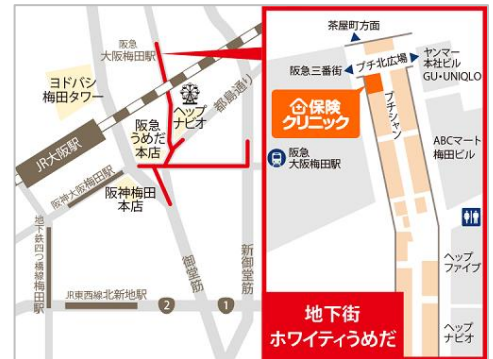 阪急
大阪梅田駅
ヨドバシ
梅田タワー
ヘップ
ナビオ
都島通り
阪急
うめだ
本店
JR大阪駅
阪神大阪梅田駅
阪神梅田
本店
地下鉄四つ橋線梅田駅
御堂筋
新御堂筋
JR東西線北新地駅
2
1
茶屋町方面
阪急三番街
プチ北広場
ヤンマー
本社ビル
GU・UNIQLO
保険
クリニック
プチシャン
阪急
大阪梅田駅
ABCマート
梅田ビル
ヘップ
ファイブ
地下街
ホワイティうめだ
ヘップ
ナビオ